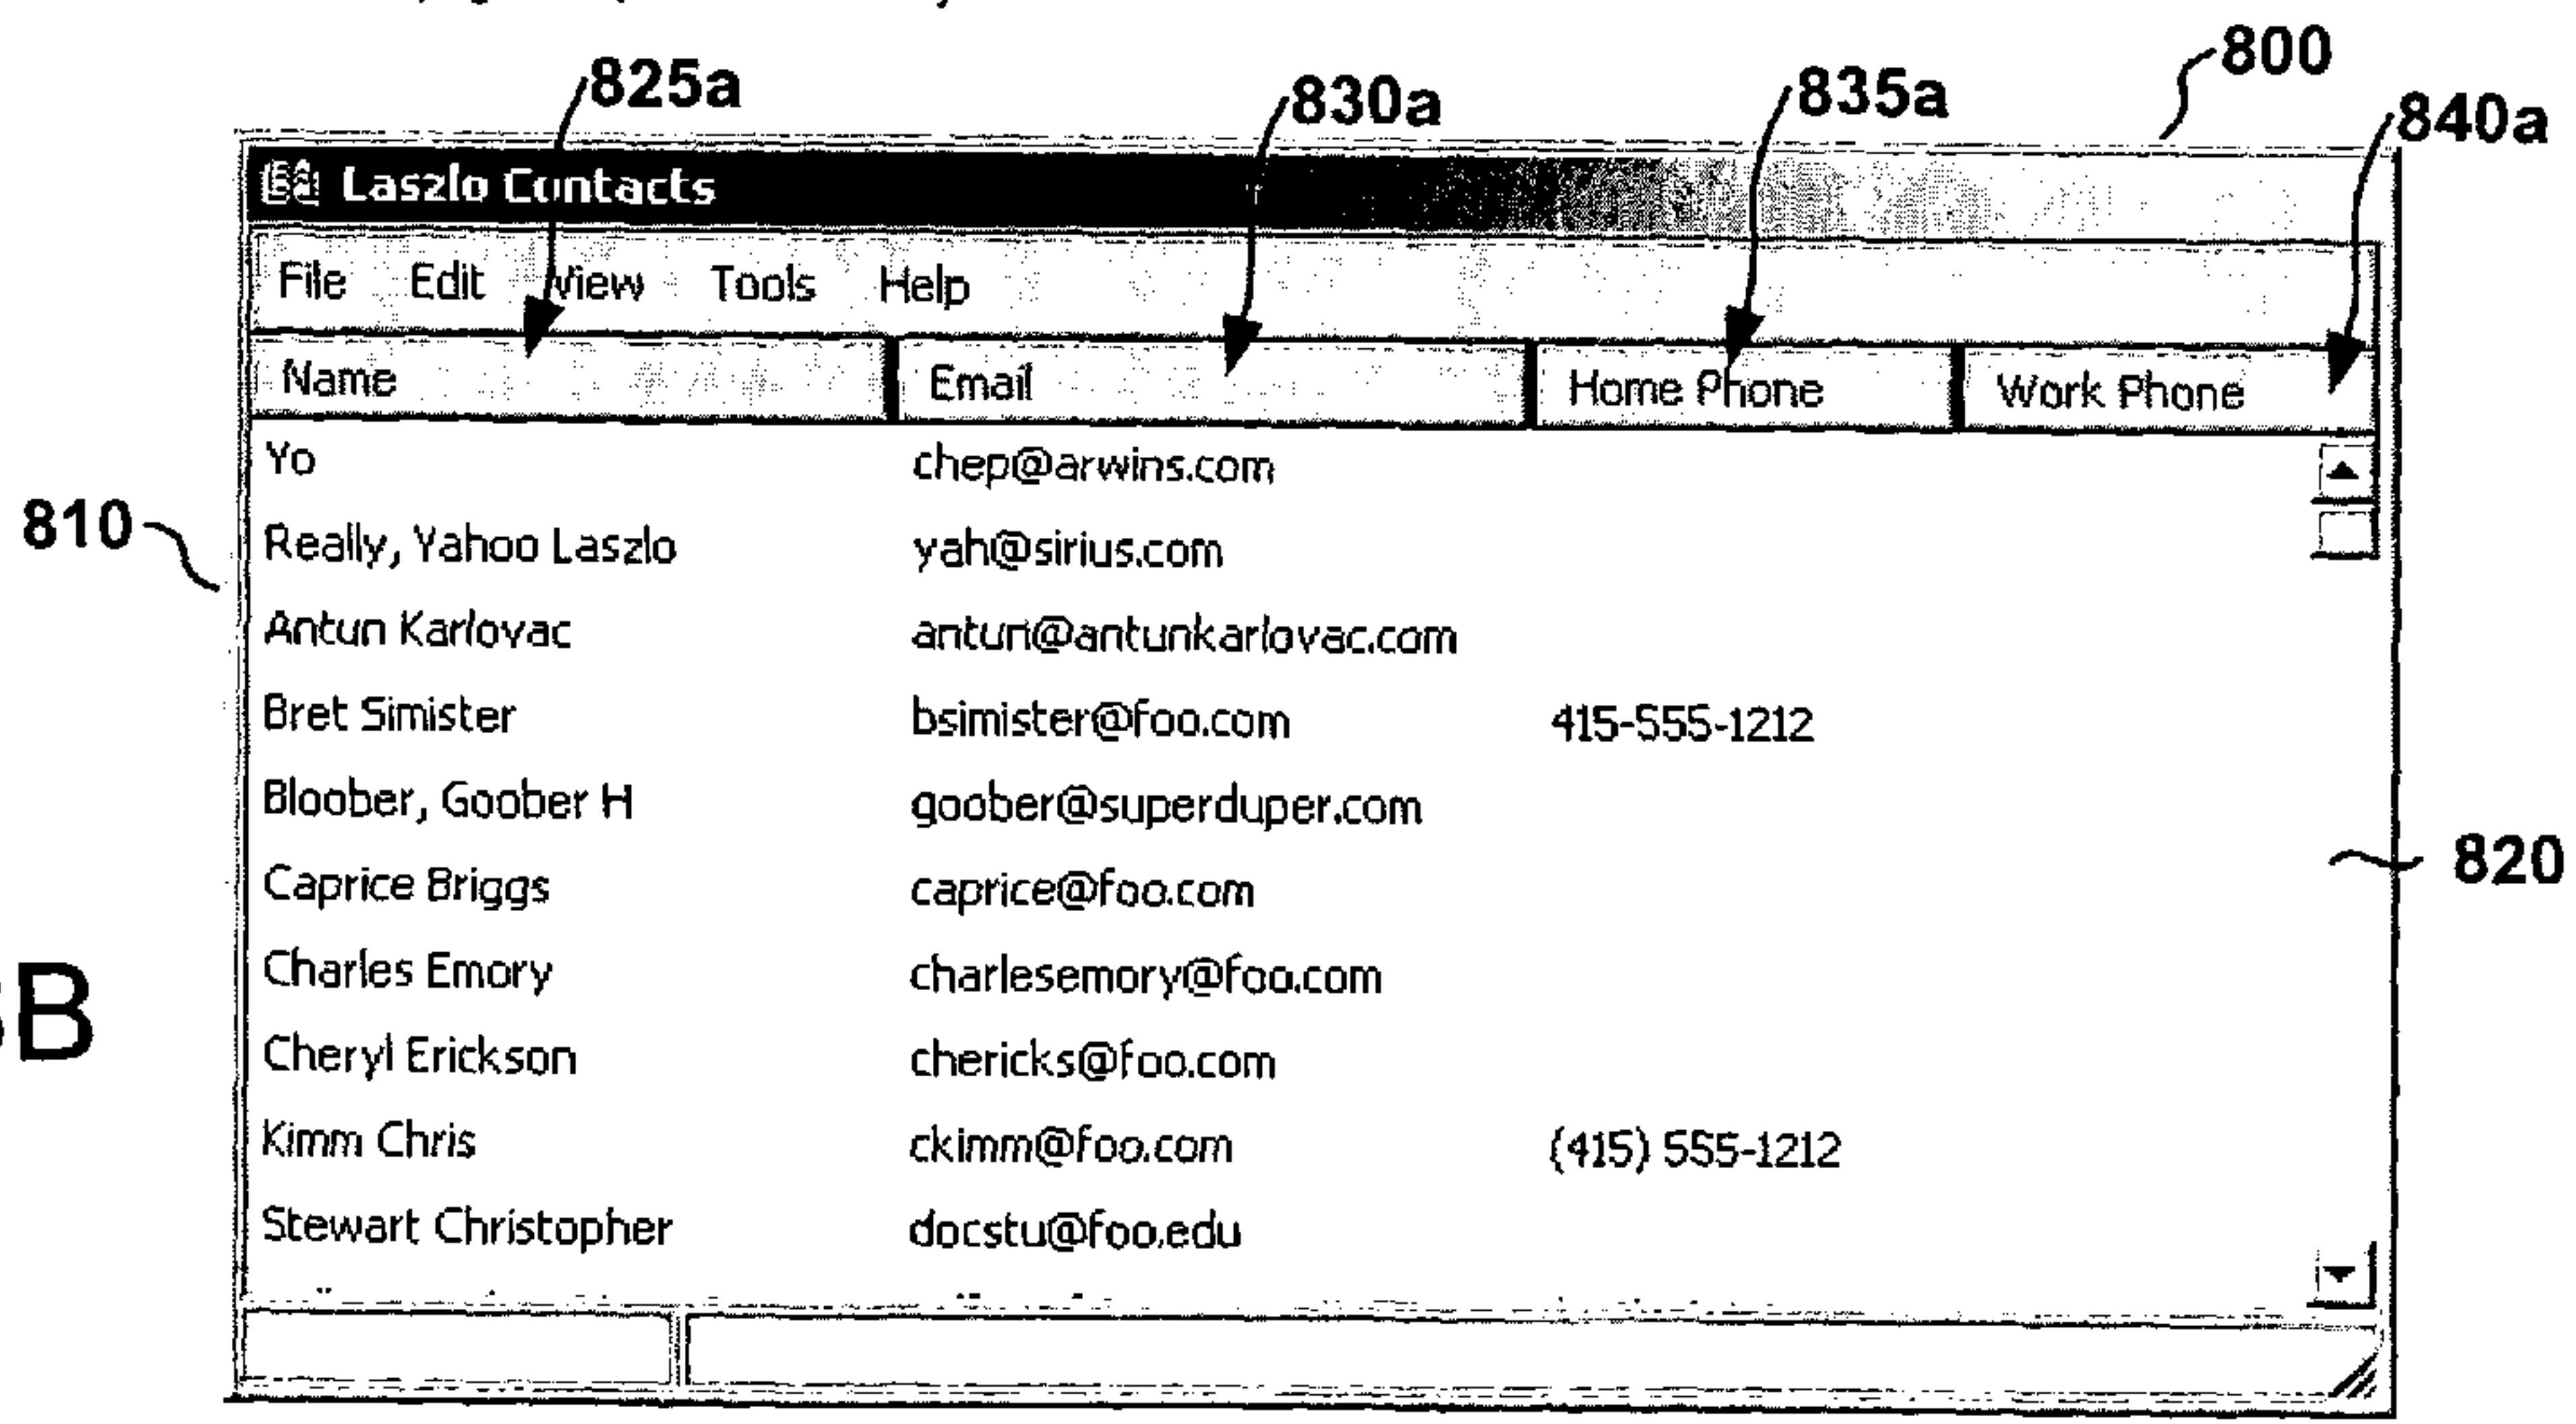 800
825a 830a 835a 840a
Laszlo Contacts
File Edit View Tools Help
Name Email Home Phone Work Phone
Yo chep@arwins.com
810
Really, Yahoo Laszlo yah@sirius.com
Antun Karlovac antun@antunkarlovac.com
Bret Simister bsimister@foo.com 415-555-1212
Bloober, Goober H goober@superduper.com
820
Caprice Briggs caprice@foo.com
Charles Emory charlesemory@foo.com
B
Cheryl Erickson chericks@foo.com
Kimm Chris ckimm@foo.com (415) 555-1212
Stewart Christopher docstu@foo.edu